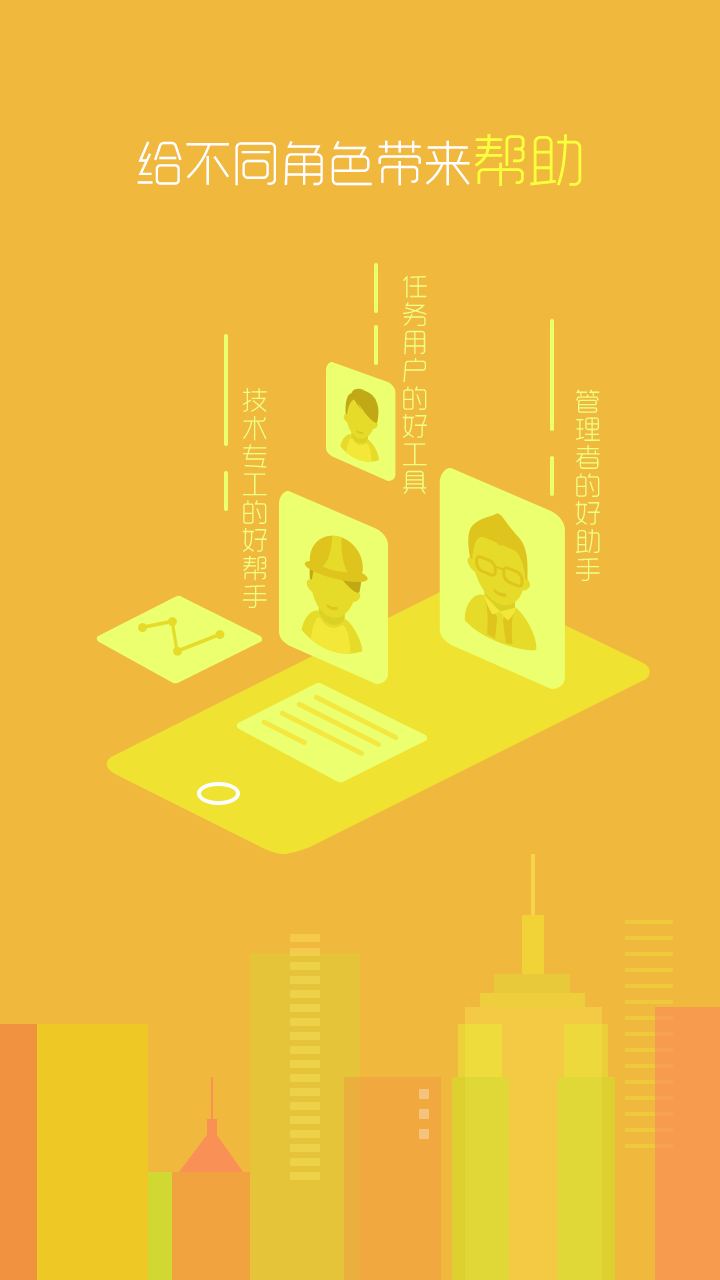 给不同角色带来帮助
技术专工的好帮手
任务用户的好工具
管理者的好助手